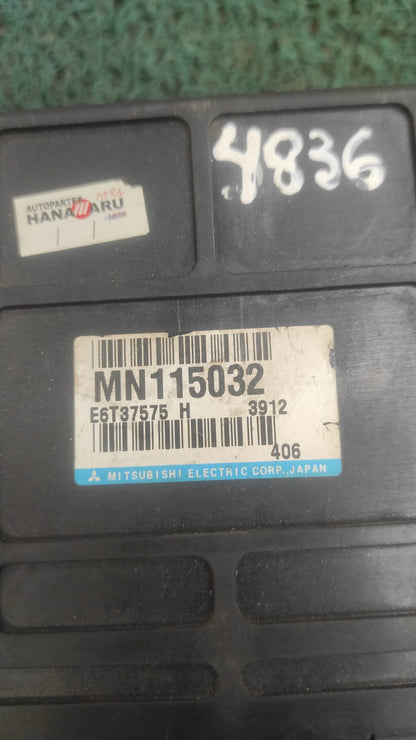 4836
AUTOPARTS
HANAMARU
MN115032
E6T37575 H 3912
406
MITSUBISHI ELECTRIC CORP.,JAPAN